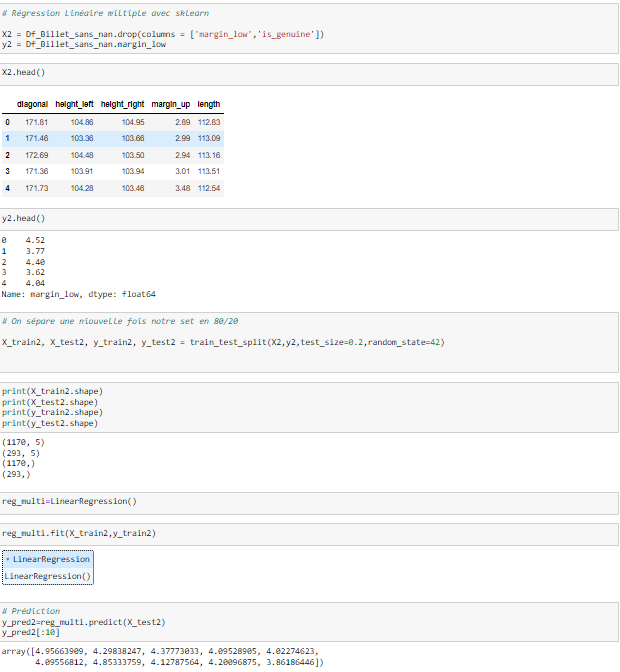 # Régression Linéaire miltiple avec sklearn
X2 = Df_Billet_sans_nan.drop(columns = ['margin_low','is_genuine'])
y2 = Df_Billet_sans_nan.margin_low
X2.head()
diagonal height_left height_right margin_up length
0 171.81 104.86 104.95 2.89 112.83
1 171.46 103.36 103.66 2.99 113.09
2 172.69 104.48 103.50 2.94 113.16
3 171.36 103.91 103.94 3.01 113.51
4 171.73 104.28 103.46 3.48 112.54
y2.head()
0 4.52
1 3.77
2 4.40
3 3.62
4 4.04
Name: margin_low, dtype: float64
# On sépare une niouvelle fois notre set en 80/20
X_train2, X_test2, y_train2, y_test2 = train_test_split(X2,y2,test_size=0.2,random_state=42)
print(X_train2.shape)
print(X_test2.shape)
print(y_train2.shape)
print(y_test2.shape)
(1170, 5)
(293, 5)
(1170,)
(293,)
reg_multi=LinearRegression()
reg_multi.fit(X_train2,y_train2)
LinearRegression
LinearRegression()
# Prédiction
y_pred2=reg_multi.predict(X_test2)
y_pred2[:10]
array([4.95663909, 4.29838247, 4.37773033, 4.09528905, 4.02274623,
4.09556812, 4.85333759, 4.12787564, 4.20096875, 3.86186446])